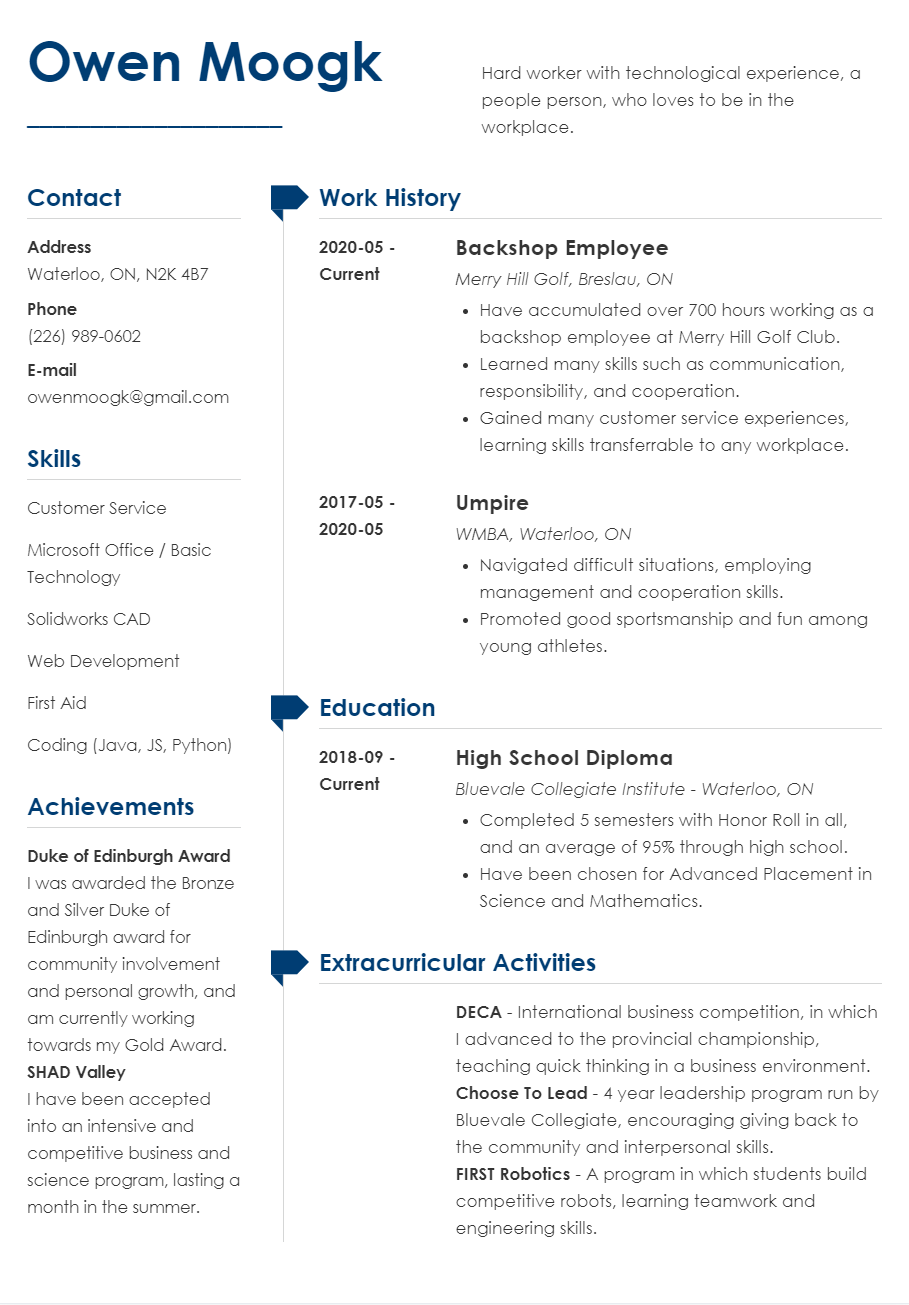 Owen Moogk
Hard worker with technological experience, a
people person, who loves to be in the
workplace.
Contact
Address
Waterloo, ON, N2K 4B7
Phone
(226) 989-0602
E-mail
owenmoogk@gmail.com
Skills
Customer Service
Microsoft Office / Basic
Technology
Solidworks CAD
Web Development
First Aid
Coding (Java, JS, Python)
Achievements
Duke of Edinburgh Award
I was awarded the Bronze
and Silver Duke of
Edinburgh award for
community involvement
and personal growth, and
am currently working
towards my Gold Award.
SHAD Valley
I have been accepted
into an intensive and
competitive business and
science program, lasting a
month in the summer.
Work History
2020-05 -
Current
Backshop Employee
Merry Hill Golf, Breslau, ON
• Have accumulated over 700 hours working as a
backshop employee at Merry Hill Golf Club.
• Learned many skills such as communication,
responsibility, and cooperation.
• Gained many customer service experiences,
learning skills transferrable to any workplace.
2017-05 -
2020-05
Umpire
WMBA, Waterloo, ON
• Navigated difficult situations, employing
management and cooperation skills.
• Promoted good sportsmanship and fun among
young athletes.
Education
2018-09 -
Current
High School Diploma
Bluevale Collegiate Institute - Waterloo, ON
• Completed 5 semesters with Honor Roll in all,
and an average of 95% through high school.
• Have been chosen for Advanced Placement in
Science and Mathematics.
Extracurricular Activities
DECA - International business competition, in which
I advanced to the provincial championship,
teaching quick thinking in a business environment.
Choose To Lead - 4 year leadership program run by
Bluevale Collegiate, encouraging giving back to
the community and interpersonal skills.
FIRST Robotics - A program in which students build
competitive robots, learning teamwork and
engineering skills.